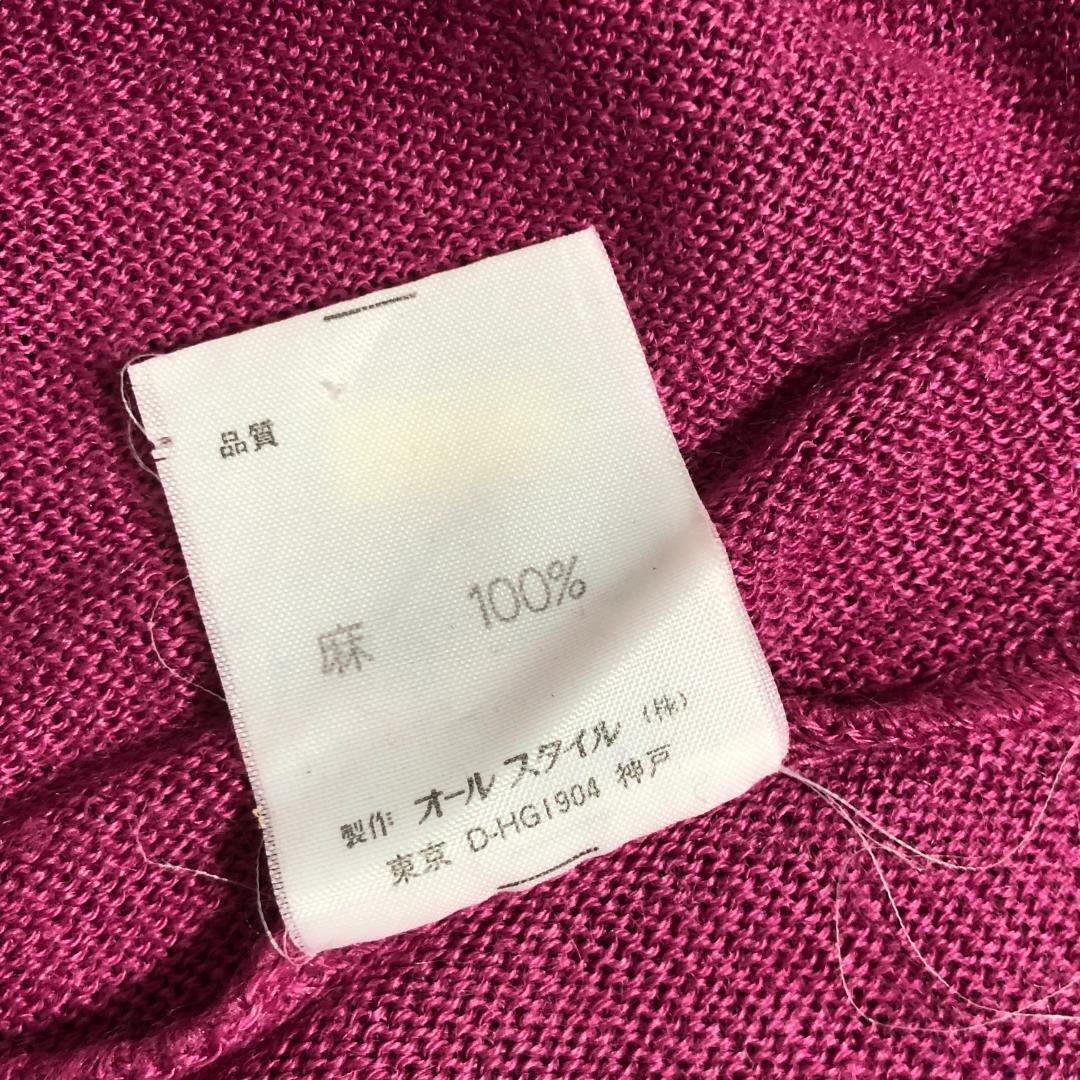 品質
麻 100%
製作 オールスタイル (株)
東京 D-HG1904 神戸